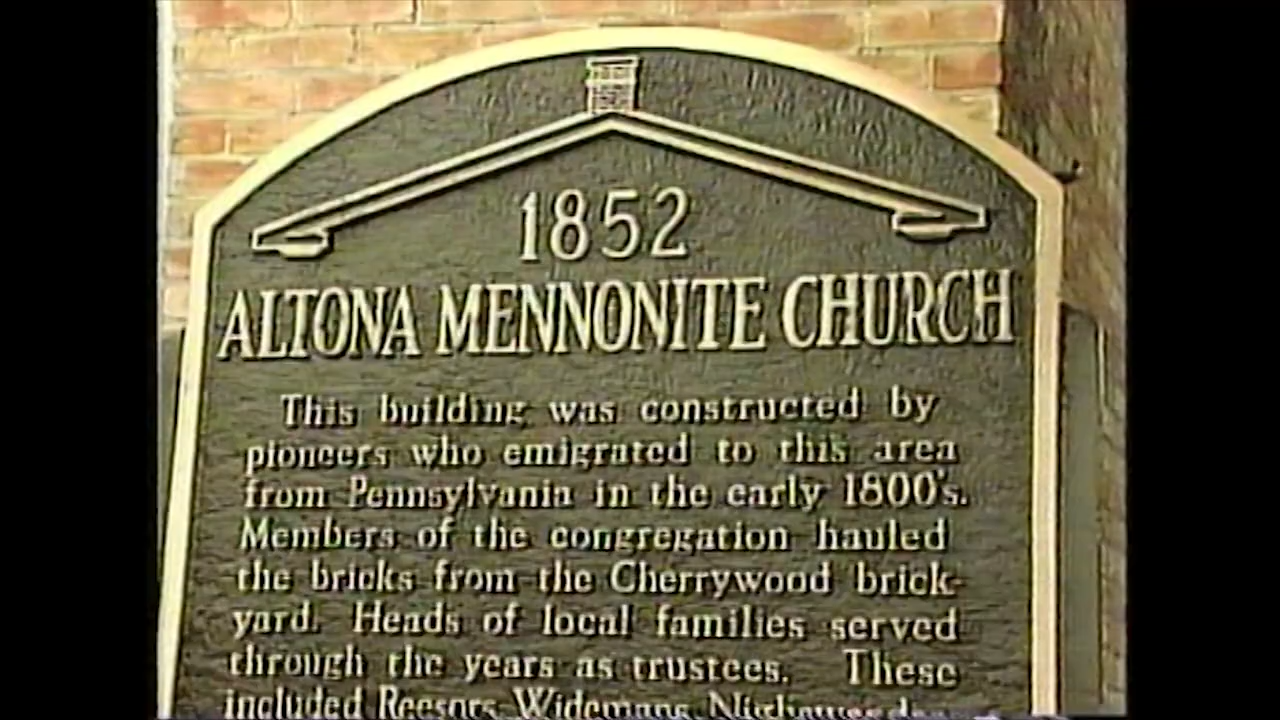 1852
ALTONA MENNONITE CHURCH
This building was constructed by
pioneers who emigrated to this area
from Pennsylvania in the early 1800's.
Members of the congregation hauled
the bricks from the Cherrywood brick-
yard. Heads of local families served
through the years as trustees. These
included Reesors, Widemans,